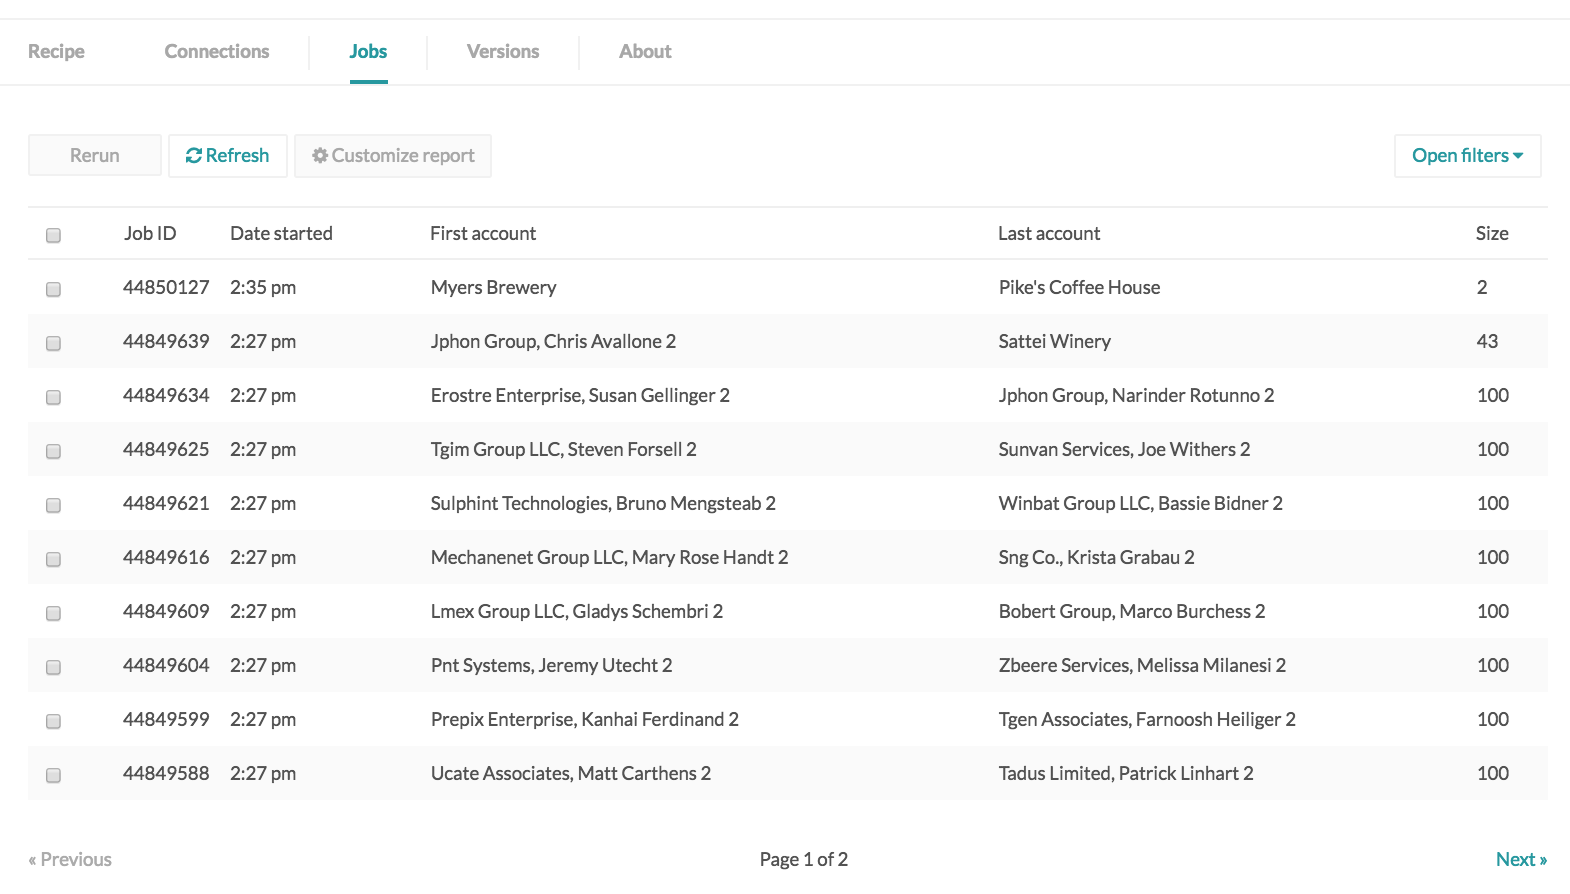 Recipe Connections Jobs Versions About
Rerun Refresh Customize report Open filters
Job ID Date started First account Last account Size
44850127 2:35 pm Myers Brewery Pike's Coffee House 2
44849639 2:27 pm Jphon Group, Chris Avallone 2 Sattei Winery 43
44849634 2:27 pm Erostre Enterprise, Susan Gellinger 2 Jphon Group, Narinder Rotunno 2 100
44849625 2:27 pm Tgim Group LLC, Steven Forsell 2 Sunvan Services, Joe Withers 2 100
44849621 2:27 pm Sulphint Technologies, Bruno Mengsteab 2 Winbat Group LLC, Bassie Bidner 2 100
44849616 2:27 pm Mechanenet Group LLC, Mary Rose Handt 2 Sng Co., Krista Grabau 2 100
44849609 2:27 pm Lmex Group LLC, Gladys Schembri 2 Bobert Group, Marco Burchess 2 100
44849604 2:27 pm Pnt Systems, Jeremy Utecht 2 Zbeere Services, Melissa Milanesi 2 100
44849599 2:27 pm Prepix Enterprise, Kanhai Ferdinand 2 Tgen Associates, Farnoosh Heiliger 2 100
44849588 2:27 pm Ucate Associates, Matt Carthens 2 Tadus Limited, Patrick Linhart 2 100
« Previous Page 1 of 2 Next »